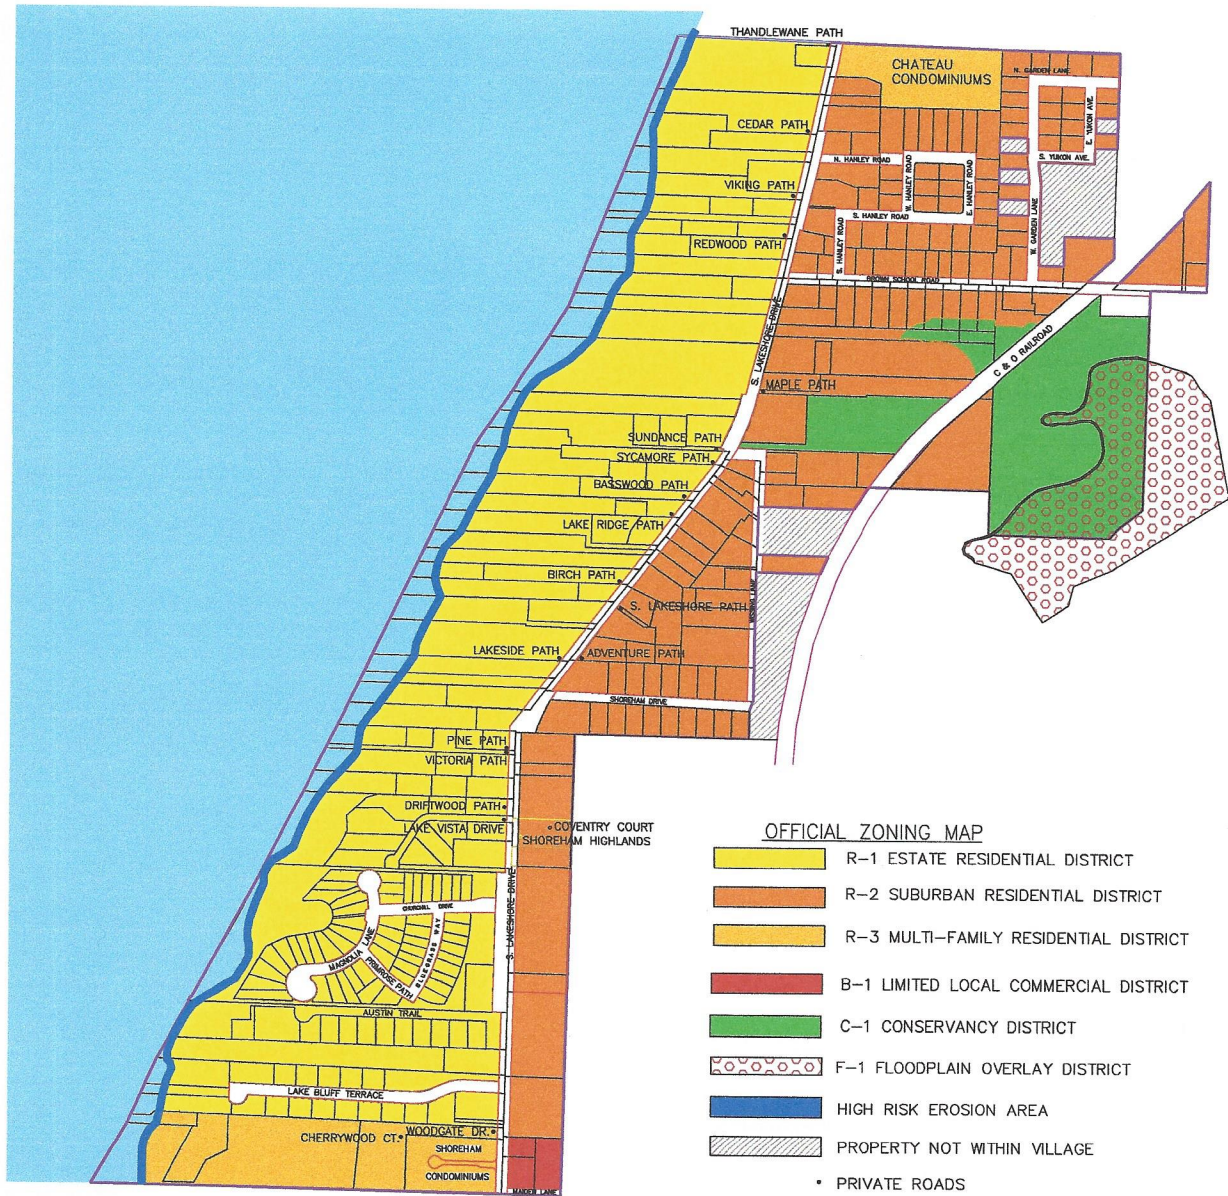 THANDLEWANE PATH
CHATEAU
CONDOMINIUMS
N. GARDEN LANE
E. YUKON AVE.
CEDAR PATH
N. HANLEY ROAD
W. HANLEY ROAD
E. HANLEY ROAD
S. YUKON AVE.
VIKING PATH
S. HANLEY ROAD
W. GARDEN LANE
REDWOOD PATH
S. HANLEY ROAD
BROWN SCHOOL ROAD
S. LAKESHORE DRIVE
C & O RAILROAD
MAPLE PATH
SUNDANCE PATH
SYCAMORE PATH
BASSWOOD PATH
LAKE RIDGE PATH
BIRCH PATH
S. LAKESHORE PATH
LAKESIDE PATH
ADVENTURE PATH
SHOREHAM DRIVE
PINE PATH
VICTORIA PATH
DRIFTWOOD PATH
LAKE VISTA DRIVE
COVENTRY COURT
SHOREHAM HIGHLANDS
S. LAKESHORE DRIVE
CHURCHILL DRIVE
MAGNOLIA LANE
PRIMROSE PATH
BLUEGRASS WAY
AUSTIN TRAIL
LAKE BLUFF TERRACE
CHERRYWOOD CT.
WOODGATE DR.
SHOREHAM
CONDOMINIUMS
MAIDEN LANE
OFFICIAL ZONING MAP
R-1 ESTATE RESIDENTIAL DISTRICT
R-2 SUBURBAN RESIDENTIAL DISTRICT
R-3 MULTI-FAMILY RESIDENTIAL DISTRICT
B-1 LIMITED LOCAL COMMERCIAL DISTRICT
C-1 CONSERVANCY DISTRICT
F-1 FLOODPLAIN OVERLAY DISTRICT
HIGH RISK EROSION AREA
PROPERTY NOT WITHIN VILLAGE
• PRIVATE ROADS